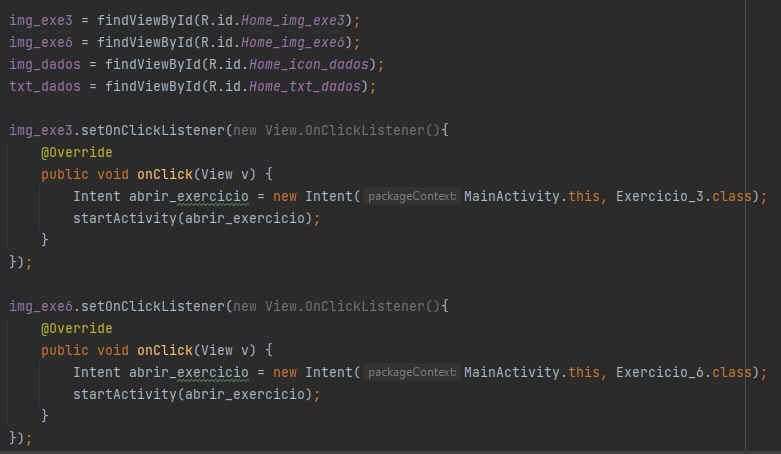 img_exe3 = findViewById(R.id.Home_img_exe3);
img_exe6 = findViewById(R.id.Home_img_exe6);
img_dados = findViewById(R.id.Home_icon_dados);
txt_dados = findViewById(R.id.Home_txt_dados);
img_exe3.setOnClickListener(new View.OnClickListener(){
@Override
public void onClick(View v) {
Intent abrir_exercicio = new Intent( packageContext: MainActivity.this, Exercicio_3.class);
startActivity(abrir_exercicio);
}
});
img_exe6.setOnClickListener(new View.OnClickListener(){
@Override
public void onClick(View v) {
Intent abrir_exercicio = new Intent( packageContext: MainActivity.this, Exercicio_6.class);
startActivity(abrir_exercicio);
}
});